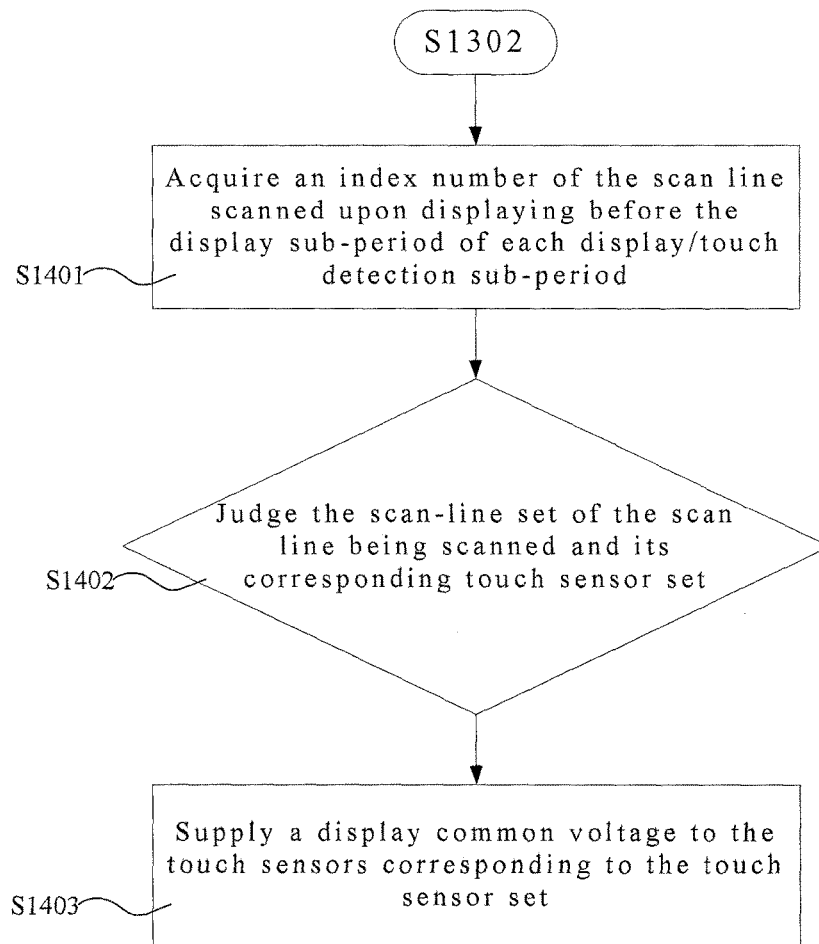 S1302
Acquire an index number of the scan line
scanned upon displaying before the
display sub-period of each display/touch
detection sub-period
S1401
Judge the scan-line set of the scan
line being scanned and its
corresponding touch sensor set
S1402
Supply a display common voltage to the
touch sensors corresponding to the touch
sensor set
S1403